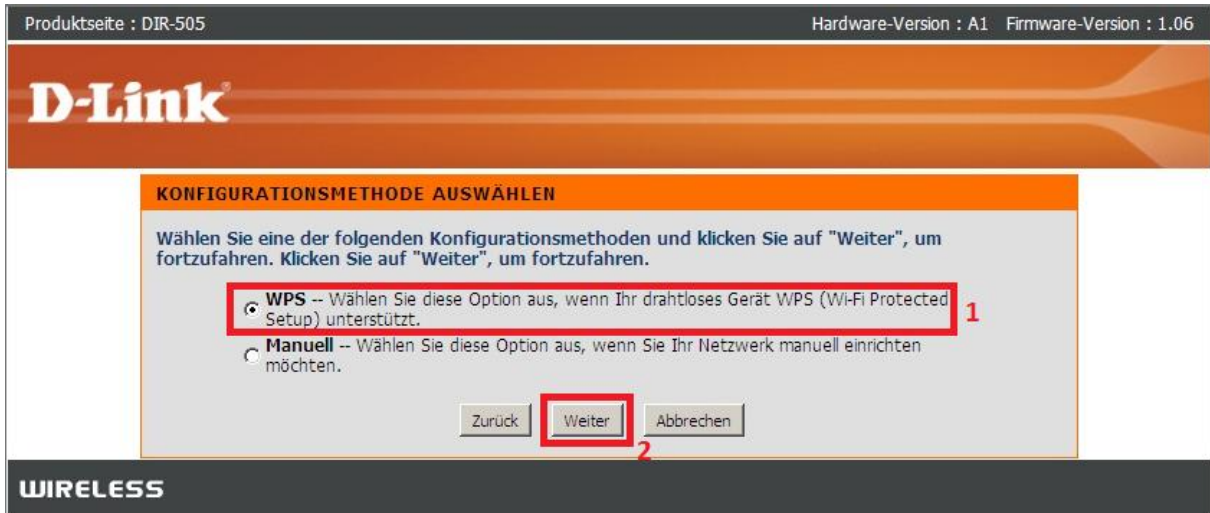 Produktseite : DIR-505 Hardware-Version : A1 Firmware-Version : 1.06
D-Link
KONFIGURATIONSMETHODE AUSWÄHLEN
Wählen Sie eine der folgenden Konfigurationsmethoden und klicken Sie auf "Weiter", um
fortzufahren. Klicken Sie auf "Weiter", um fortzufahren.
WPS -- Wählen Sie diese Option aus, wenn Ihr drahtloses Gerät WPS (Wi-Fi Protected
Setup) unterstützt.
1
Manuell -- Wählen Sie diese Option aus, wenn Sie Ihr Netzwerk manuell einrichten
möchten.
Zurück Weiter Abbrechen
2
WIRELESS